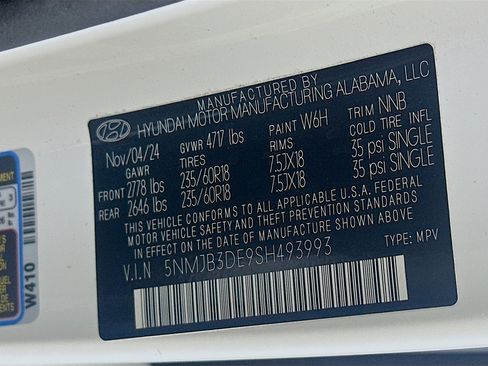 MANUFACTURED BY
HYUNDAI MOTOR MANUFACTURING ALABAMA, LLC
Nov/04/24 GVWR 4717 lbs PAINT W6H TRIM NNB
GAWR TIRES RIMS COLD TIRE INFL
FRONT 2778 lbs 235/60R18 7.5JX18 35 psi SINGLE
REAR 2646 lbs 235/60R18 7.5JX18 35 psi SINGLE
THIS VEHICLE CONFORMS TO ALL APPLICABLE U.S.A. FEDERAL
MOTOR VEHICLE SAFETY AND THEFT PREVENTION STANDARDS
IN EFFECT ON THE DATE OF MANUFACTURE SHOWN ABOVE.
V.I.N 5NMJB3DE9SH493993 TYPE: MPV
W410